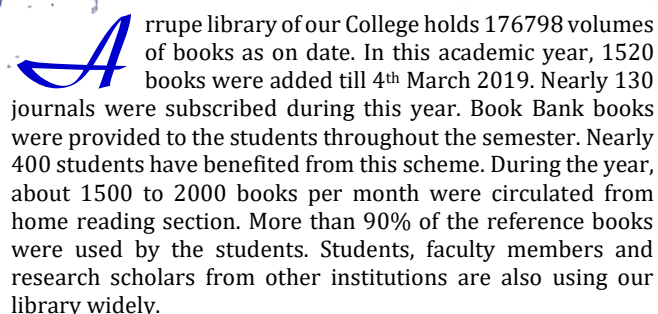 Arrupe library of our College holds 176798 volumes
of books as on date. In this academic year, 1520
books were added till 4th March 2019. Nearly 130
journals were subscribed during this year. Book Bank books
were provided to the students throughout the semester. Nearly
400 students have benefited from this scheme. During the year,
about 1500 to 2000 books per month were circulated from
home reading section. More than 90% of the reference books
were used by the students. Students, faculty members and
research scholars from other institutions are also using our
library widely.